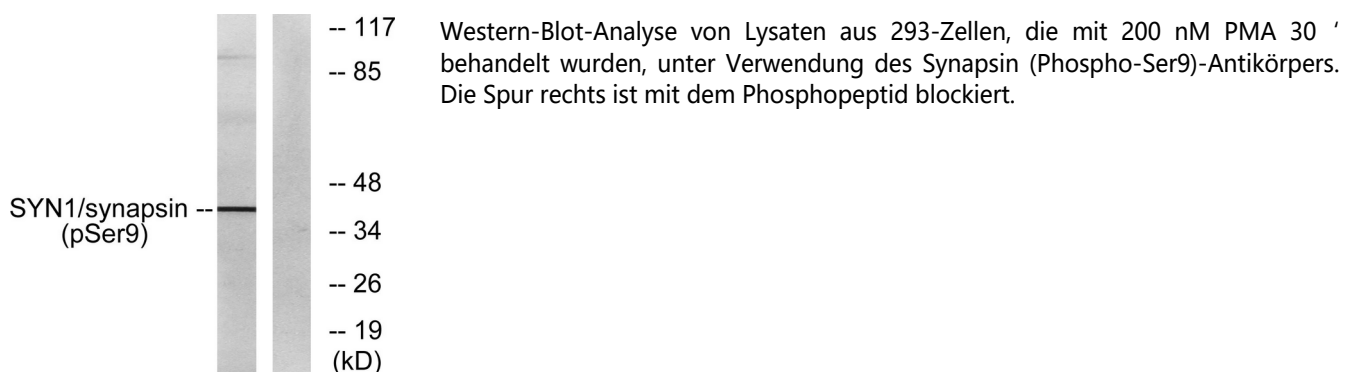 -- 117
-- 85
-- 48
SYN1/synapsin --
(pSer9)
-- 34
-- 26
-- 19
(kD)
Western-Blot-Analyse von Lysaten aus 293-Zellen, die mit 200 nM PMA 30 ‘
behandelt wurden, unter Verwendung des Synapsin (Phospho-Ser9)-Antikörpers.
Die Spur rechts ist mit dem Phosphopeptid blockiert.